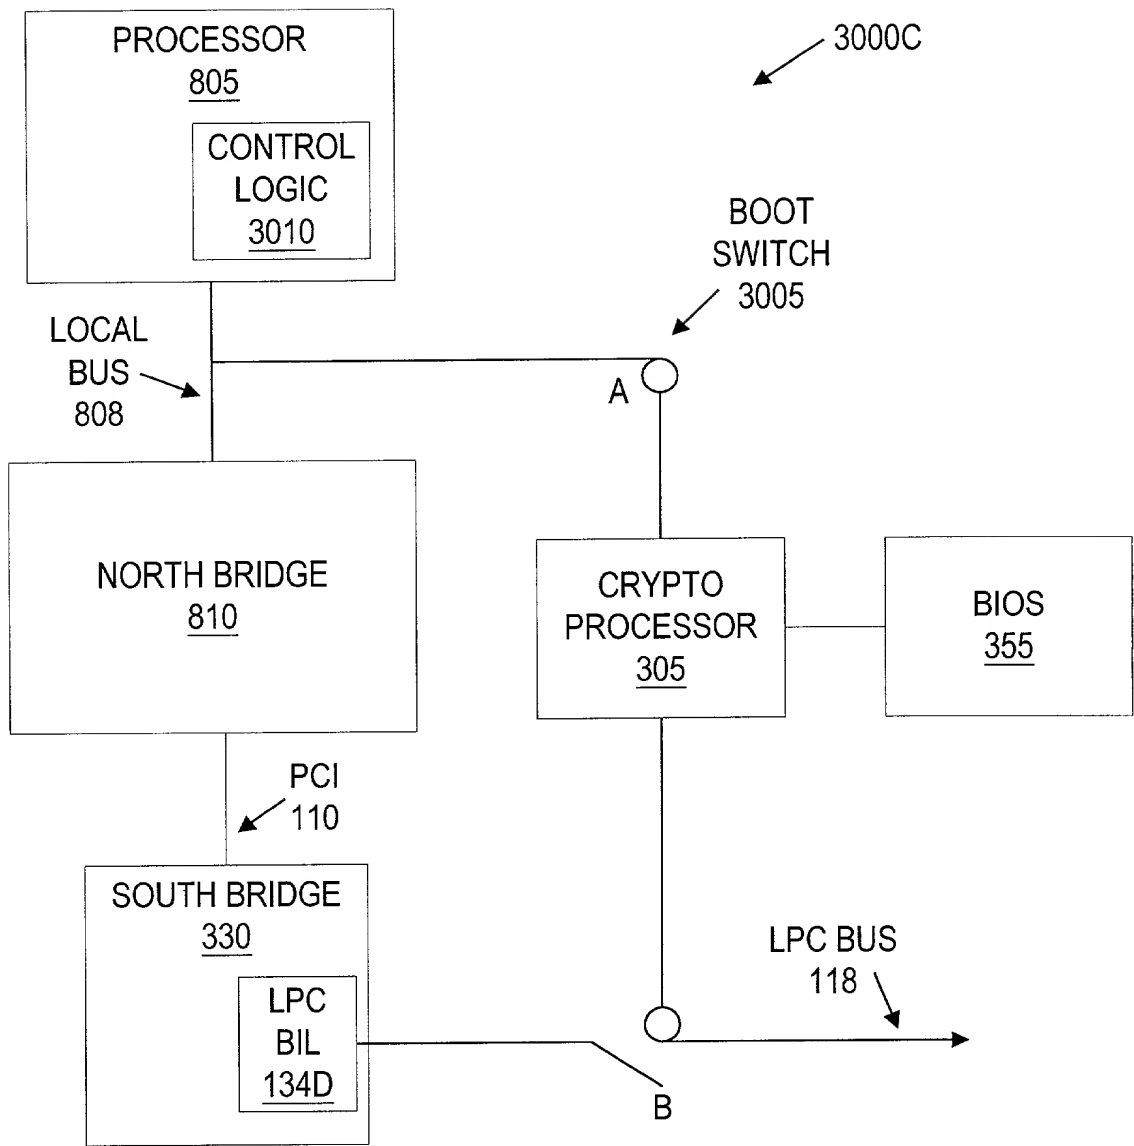 PROCESSOR
805
CONTROL
LOGIC
3010
3000C
BOOT
SWITCH
3005
LOCAL
BUS
808
A
NORTH BRIDGE
810
CRYPTO
PROCESSOR
305
BIOS
355
PCI
110
SOUTH BRIDGE
330
LPC
BIL
134D
LPC BUS
118
B